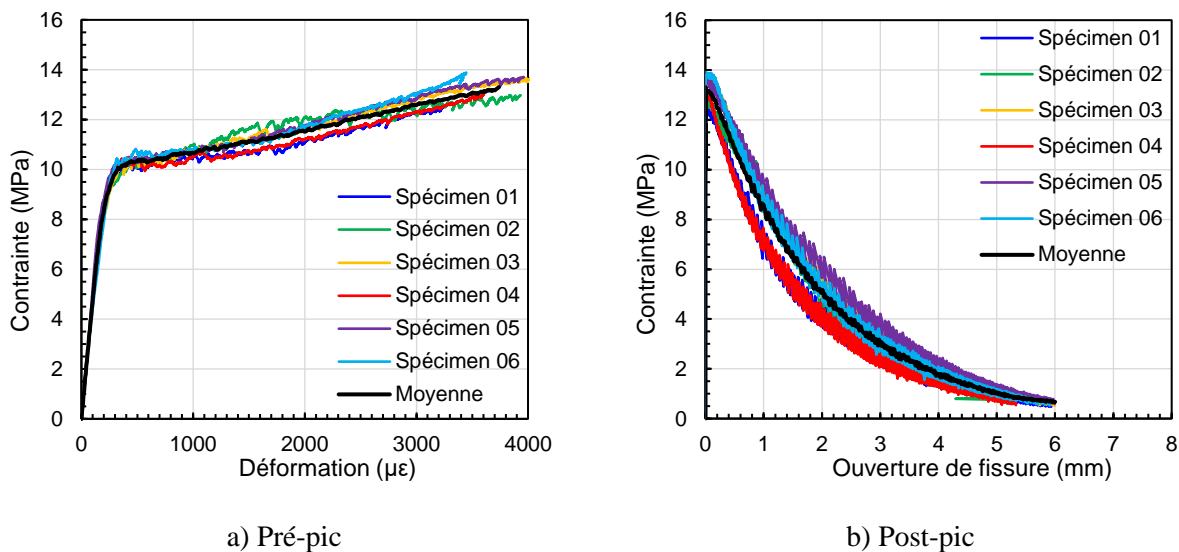 16
14
12
10
8
6
4
2
0
Contrainte (MPa)
Spécimen 01
Spécimen 02
Spécimen 03
Spécimen 04
Spécimen 05
Spécimen 06
Moyenne
0 1000 2000 3000 4000
Déformation (µε)
a) Pré-pic
16
14
12
10
8
6
4
2
0
Contrainte (MPa)
Spécimen 01
Spécimen 02
Spécimen 03
Spécimen 04
Spécimen 05
Spécimen 06
Moyenne
0 1 2 3 4 5 6 7 8
Ouverture de fissure (mm)
b) Post-pic